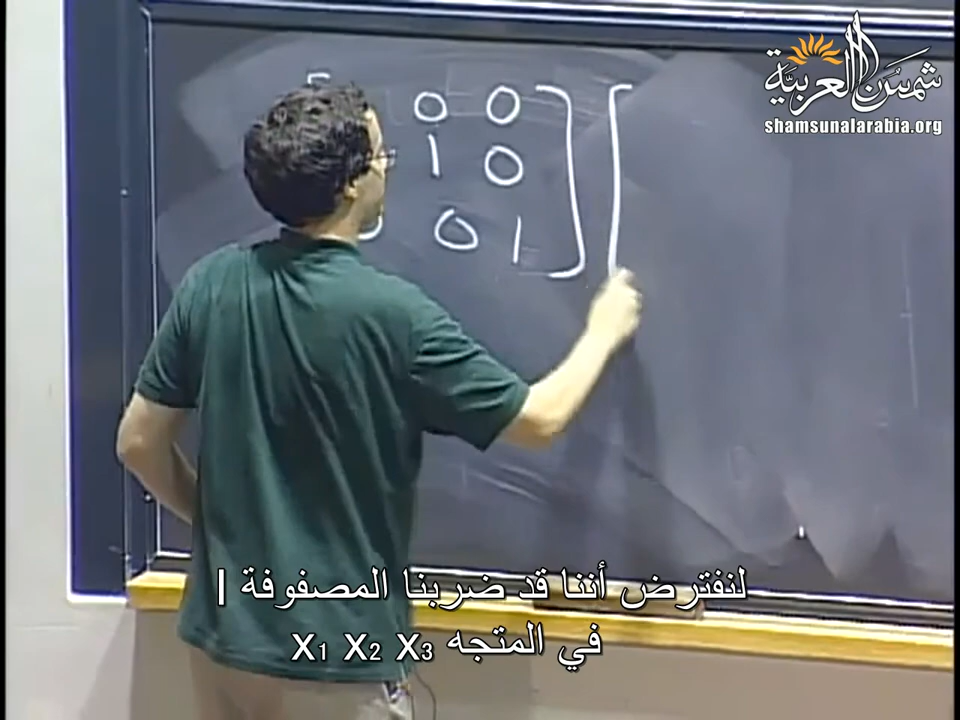 شمس العربية
shamsunalarabia.org
0 0
1 0
0 1
لنفترض أننا قد ضربنا المصفوفة I
في المتجه x₁ x₂ x₃